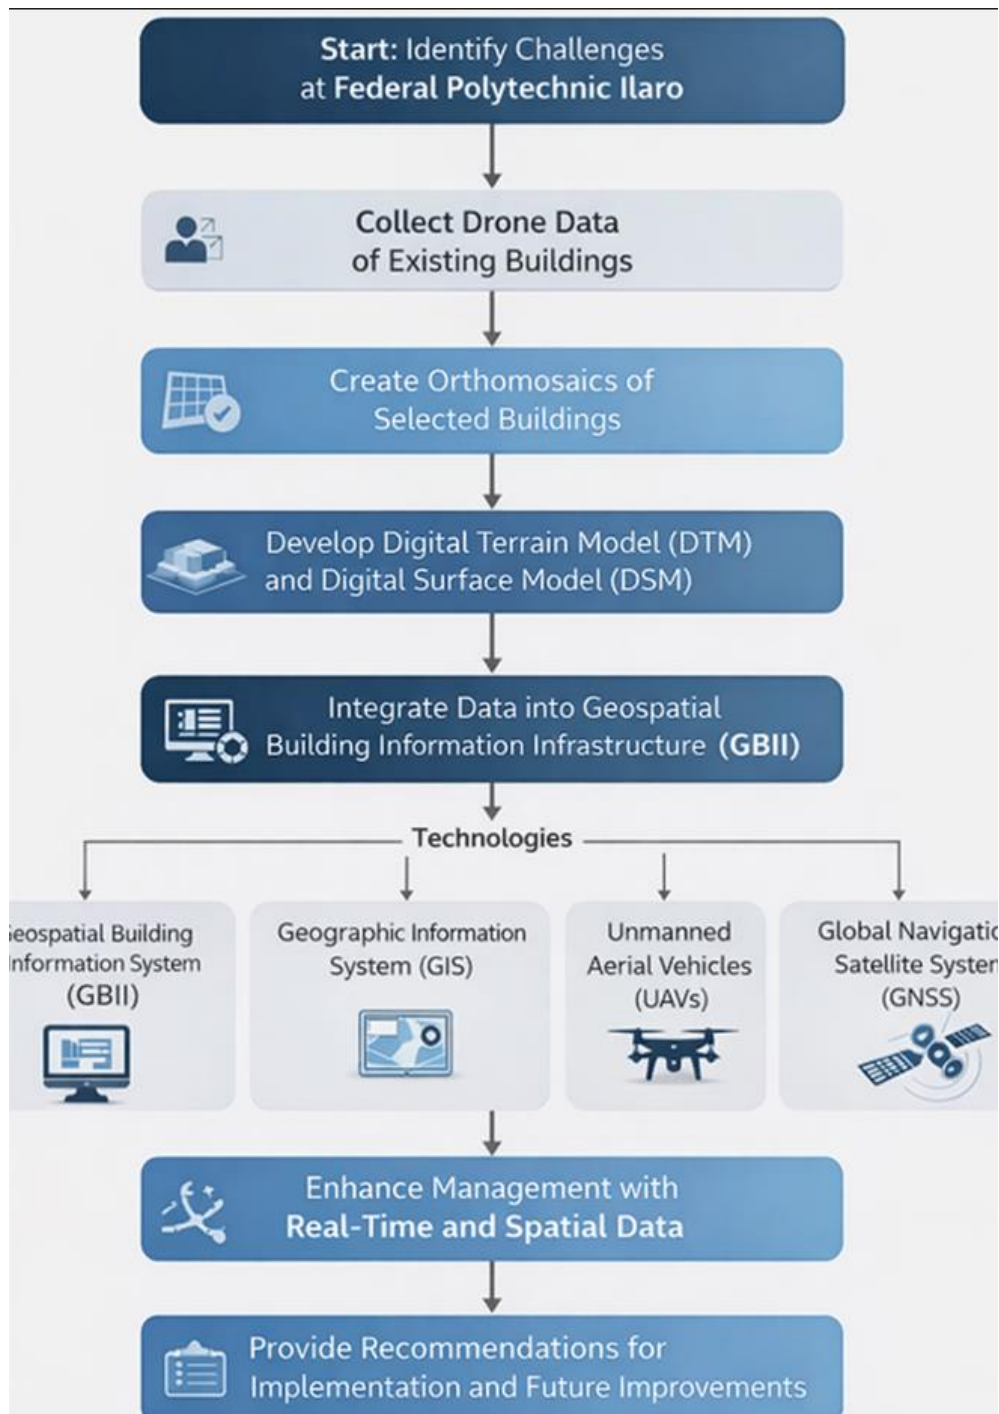 Start: Identify Challenges
at Federal Polytechnic Ilaro
Collect Drone Data
of Existing Buildings
Create Orthomosaics of
Selected Buildings
Develop Digital Terrain Model (DTM)
and Digital Surface Model (DSM)
Integrate Data into Geospatial
Building Information Infrastructure (GBII)
Technologies
Geospatial Building
Information System
(GBII)
Geographic Information
System (GIS)
Unmanned
Aerial Vehicles
(UAVs)
Global Navigatio
Satellite System
(GNSS)
Enhance Management with
Real-Time and Spatial Data
Provide Recommendations for
Implementation and Future Improvements